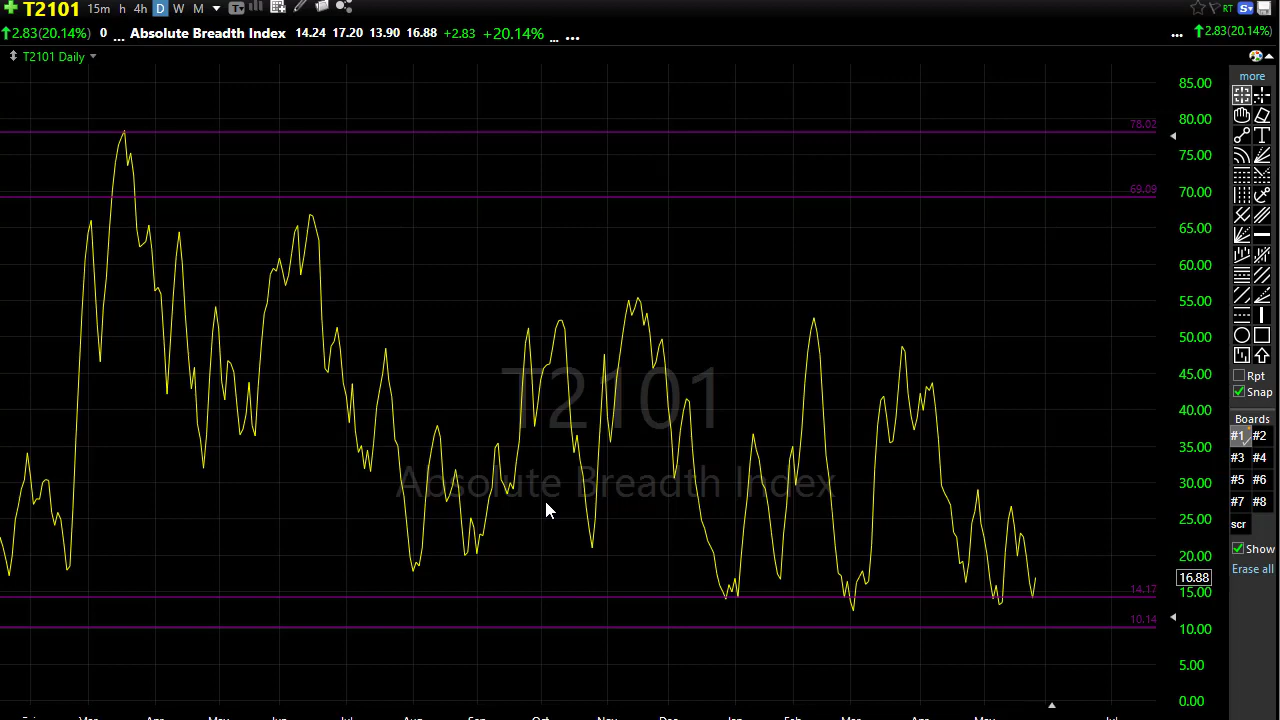 T2101 15m h 4h D W M T RT S
2.83(20.14%) 0 ... Absolute Breadth Index 14.24 17.20 13.90 16.88 +2.83 +20.14% ... ... ... 2.83(20.14%)
T2101 Daily
more
85.00
80.00
78.02
75.00
69.09
70.00
65.00
60.00
55.00
50.00
45.00
T2101
40.00
35.00
Absolute Breadth Index
30.00
25.00
20.00
16.88
14.17
15.00
10.14
10.00
5.00
0.00
T
Rpt
Snap
Boards
#1 #2
#3 #4
#5 #6
#7 #8
scr
Show
Erase all